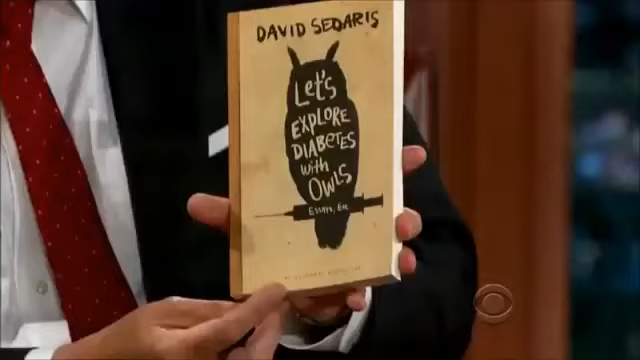 DAVID SEDARIS
Let's
EXPLORE
DIABETES
with
OWLS
Essays, Etc.